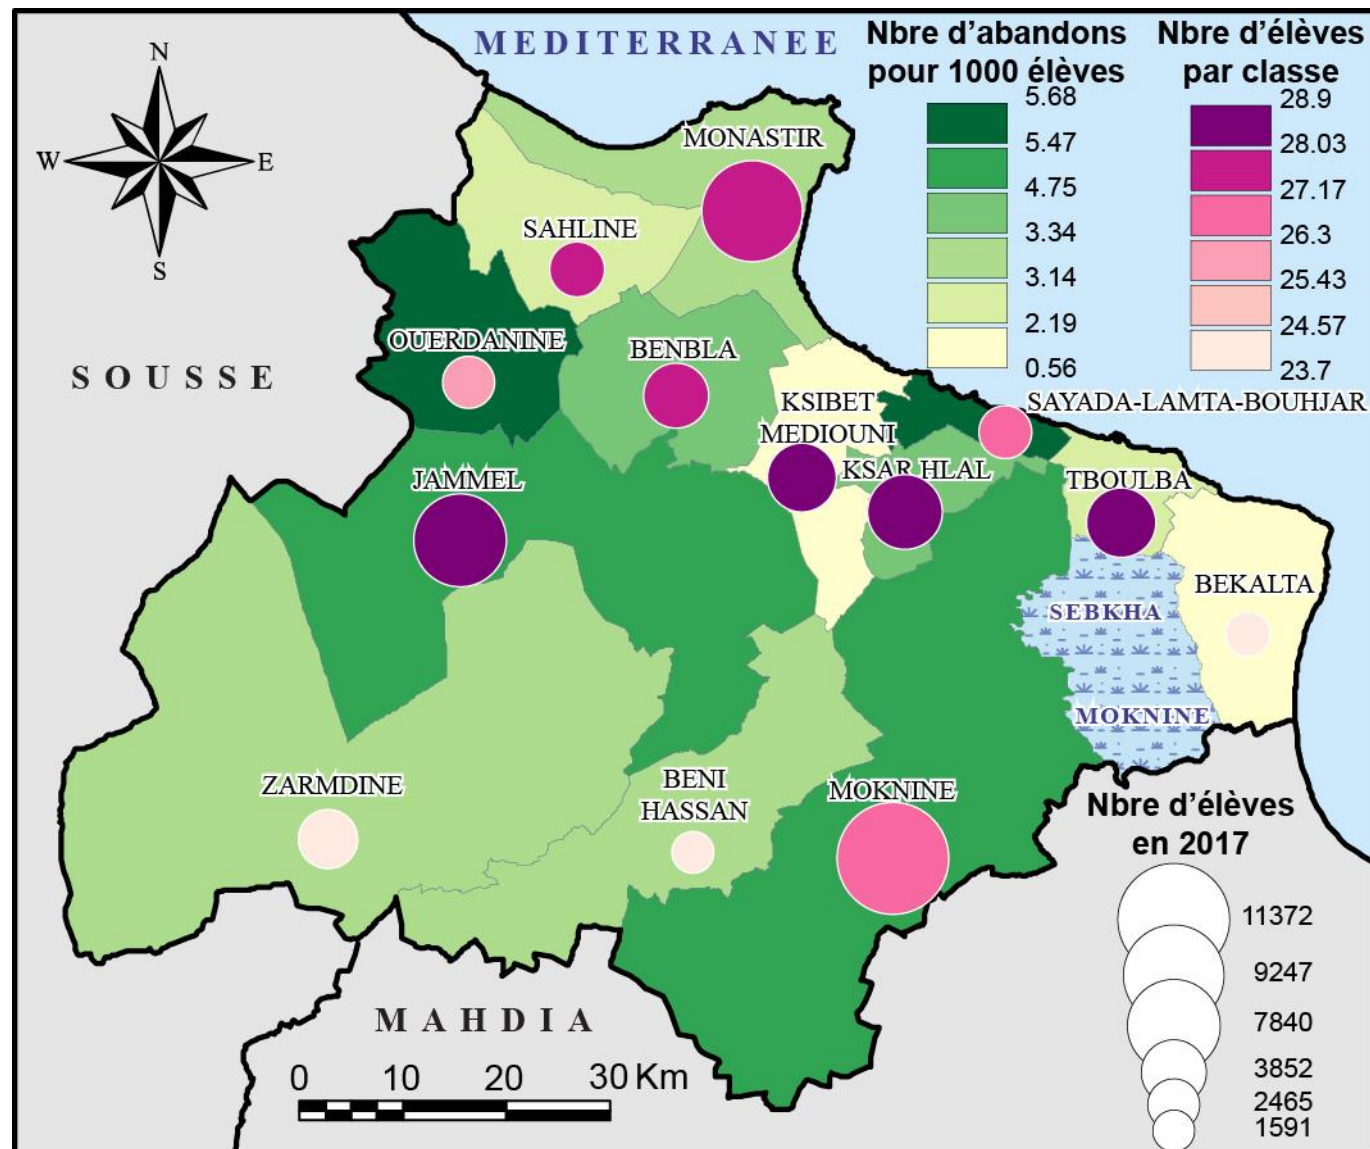 MEDITERRANEE
Nbre d'abandons
pour 1000 élèves
5.68
5.47
4.75
3.34
3.14
2.19
0.56
Nbre d'élèves
par classe
28.9
28.03
27.17
26.3
25.43
24.57
23.7
N
W
E
S
MONASTIR
SAHLINE
OUERDANINE
BENBLA
SOUSSE
KSIBET
MEDIOUNI
SAYADA-LAMTA-BOUHJAR
KSAR HLAL
JAMMEL
TBOULBA
BEKALTA
SEBKHA
MOKNINE
ZARMDINE
BENI
HASSAN
MOKNINE
Nbre d'élèves
en 2017
11372
9247
7840
3852
2465
1591
MAHDIA
0 10 20 30 Km